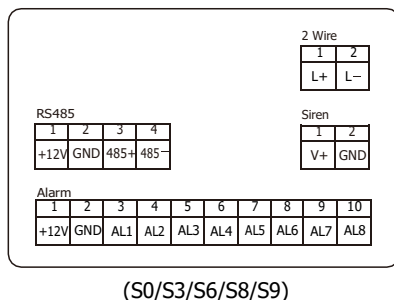 2 Wire
1 2
L+ L−
RS485
1 2 3 4
+12V GND 485+ 485−
Siren
1 2
V+ GND
Alarm
1 2 3 4 5 6 7 8 9 10
+12V GND AL1 AL2 AL3 AL4 AL5 AL6 AL7 AL8
(S0/S3/S6/S8/S9)